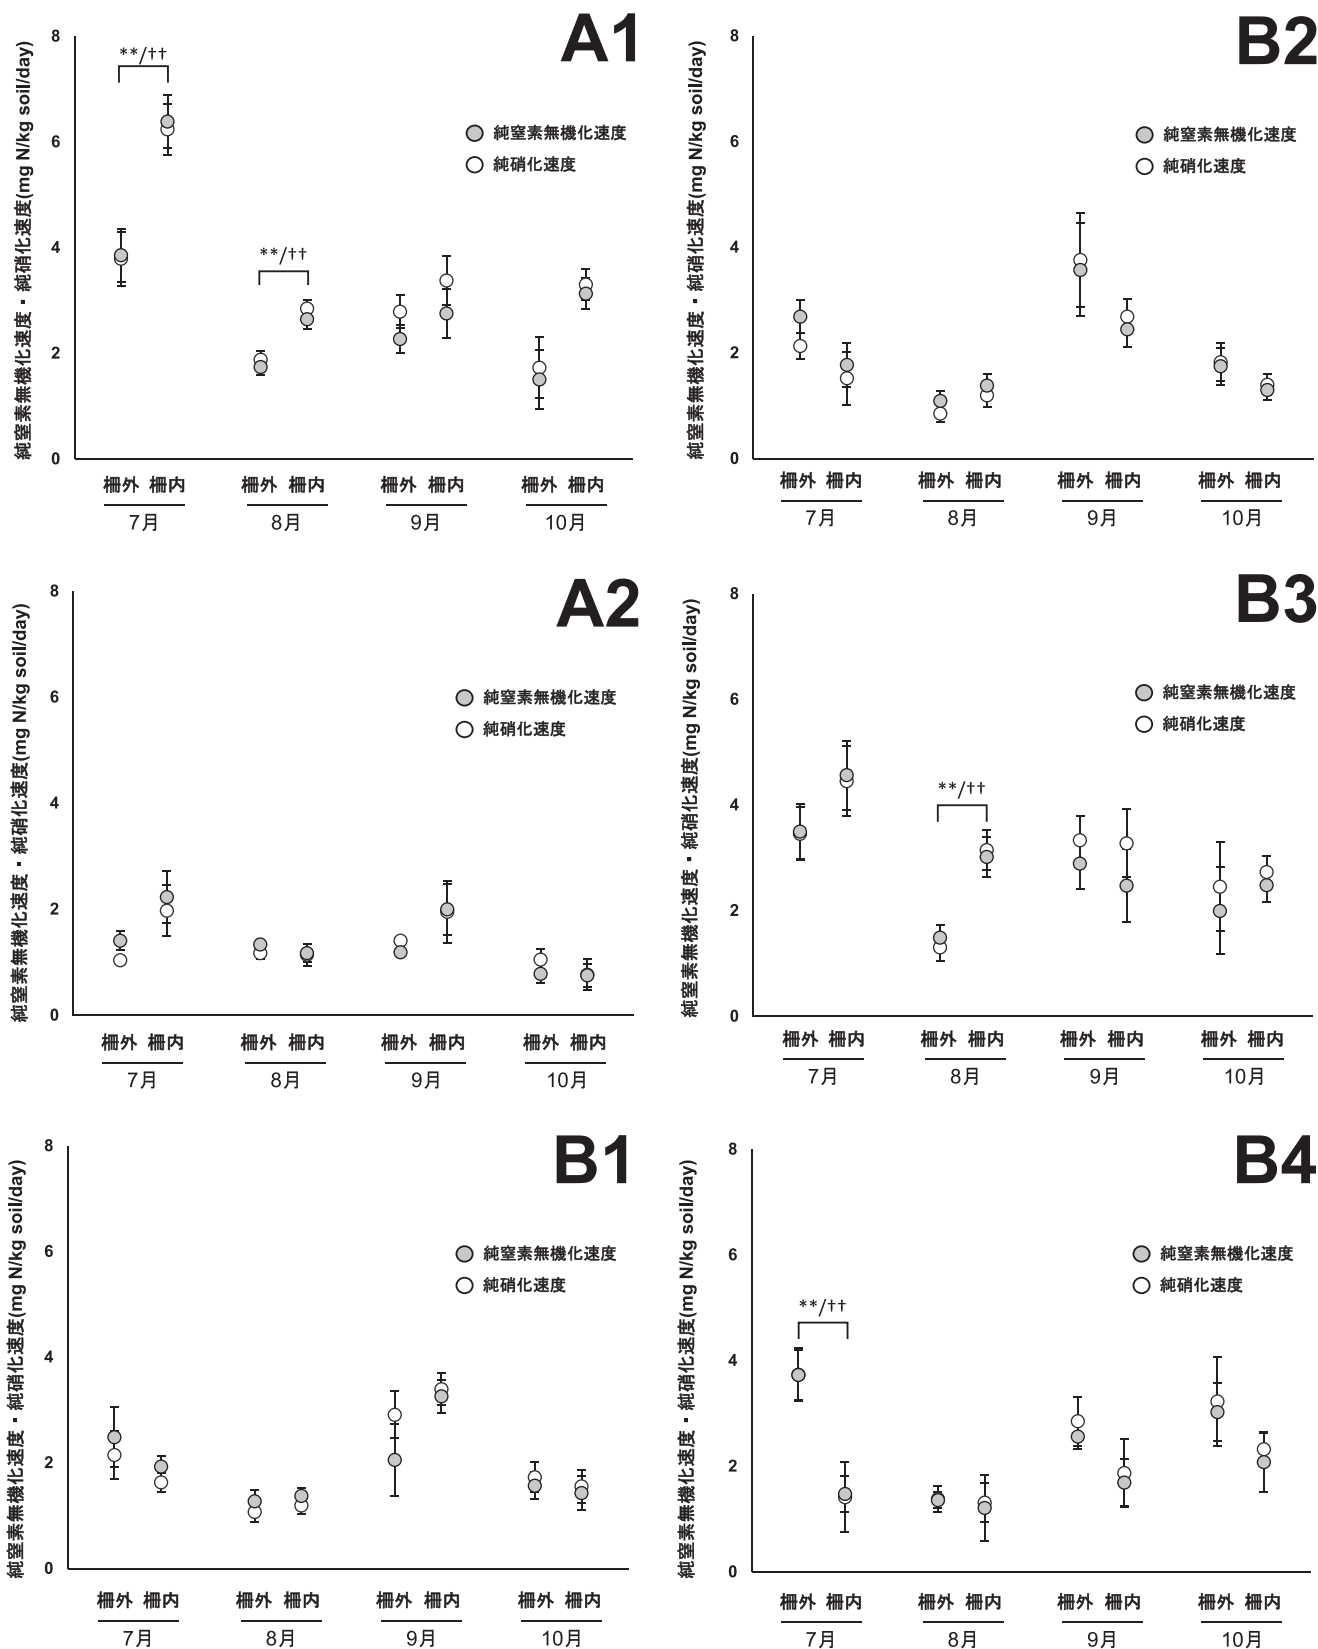 A1
純窒素無機化速度・純硝化速度(mg N/kg soil/day)
8
6
4
2
0
**/††
**/††
純窒素無機化速度
純硝化速度
柵外 柵内 柵外 柵内 柵外 柵内 柵外 柵内
7月 8月 9月 10月
B2
純窒素無機化速度・純硝化速度(mg N/kg soil/day)
8
6
4
2
0
純窒素無機化速度
純硝化速度
柵外 柵内 柵外 柵内 柵外 柵内 柵外 柵内
7月 8月 9月 10月
A2
純窒素無機化速度・純硝化速度(mg N/kg soil/day)
8
6
4
2
0
純窒素無機化速度
純硝化速度
柵外 柵内 柵外 柵内 柵外 柵内 柵外 柵内
7月 8月 9月 10月
B3
純窒素無機化速度・純硝化速度(mg N/kg soil/day)
8
6
4
2
0
**/††
純窒素無機化速度
純硝化速度
柵外 柵内 柵外 柵内 柵外 柵内 柵外 柵内
7月 8月 9月 10月
B1
純窒素無機化速度・純硝化速度(mg N/kg soil/day)
8
6
4
2
0
純窒素無機化速度
純硝化速度
柵外 柵内 柵外 柵内 柵外 柵内 柵外 柵内
7月 8月 9月 10月
B4
純窒素無機化速度・純硝化速度(mg N/kg soil/day)
8
6
4
2
0
**/††
純窒素無機化速度
純硝化速度
柵外 柵内 柵外 柵内 柵外 柵内 柵外 柵内
7月 8月 9月 10月